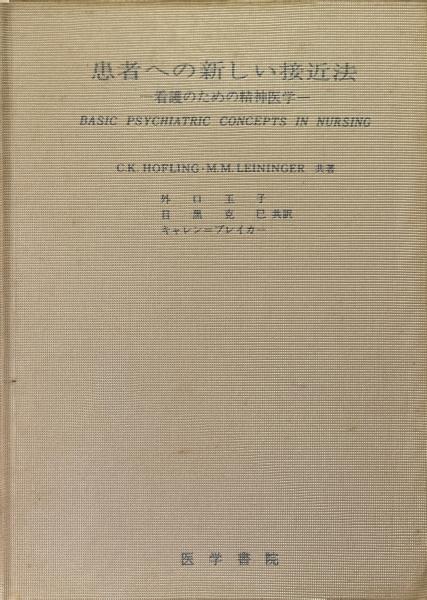 患者への新しい接近法
—看護のための精神医学—
BASIC PSYCHIATRIC CONCEPTS IN NURSING
C.K. HOFLING・M.M. LEININGER 共著
外口玉子
目黒克巳 共訳
キャレン=ブレイカー
医学書院